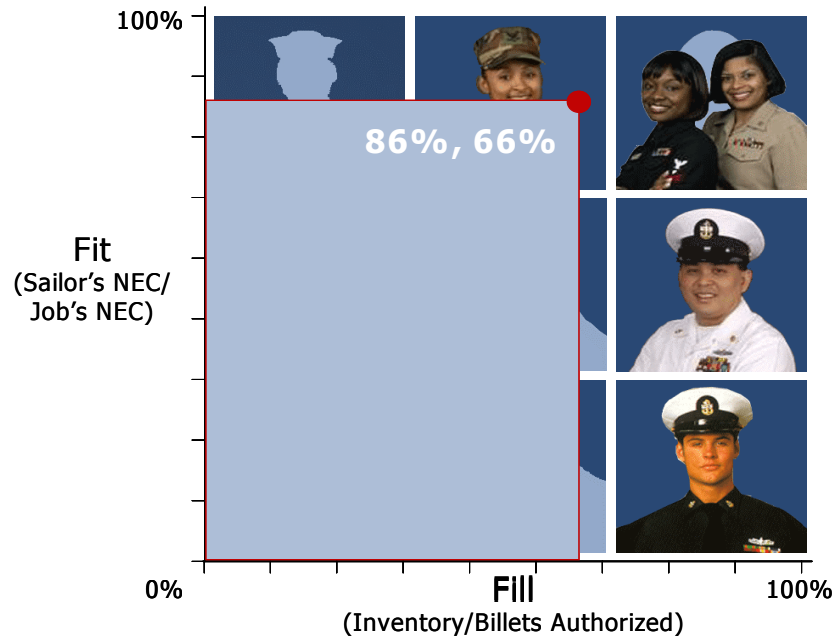 100%
86%, 66%
Fit
(Sailor’s NEC/
Job’s NEC)
0%
Fill
100%
(Inventory/Billets Authorized)